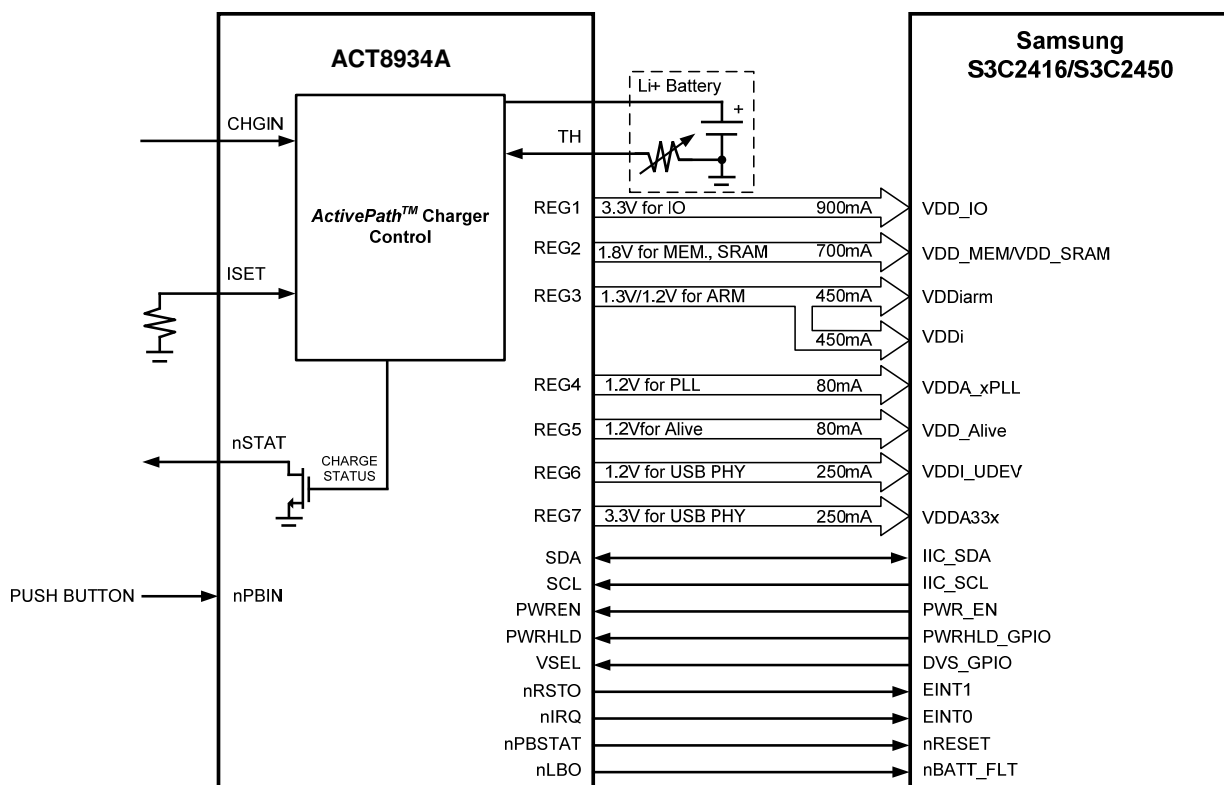 ACT8934A
Samsung
S3C2416/S3C2450
Li+ Battery
+
CHGIN
TH
ActivePath™ Charger
Control
ISET
REG1 3.3V for IO 900mA VDD_IO
REG2 1.8V for MEM., SRAM 700mA VDD_MEM/VDD_SRAM
REG3 1.3V/1.2V for ARM 450mA VDDiarm
450mA VDDi
REG4 1.2V for PLL 80mA VDDA_xPLL
REG5 1.2Vfor Alive 80mA VDD_Alive
nSTAT
CHARGE
STATUS
REG6 1.2V for USB PHY 250mA VDDI_UDEV
REG7 3.3V for USB PHY 250mA VDDA33x
SDA IIC_SDA
SCL IIC_SCL
PUSH BUTTON nPBIN
PWREN PWR_EN
PWRHLD PWRHLD_GPIO
VSEL DVS_GPIO
nRSTO EINT1
nIRQ EINT0
nPBSTAT nRESET
nLBO nBATT_FLT